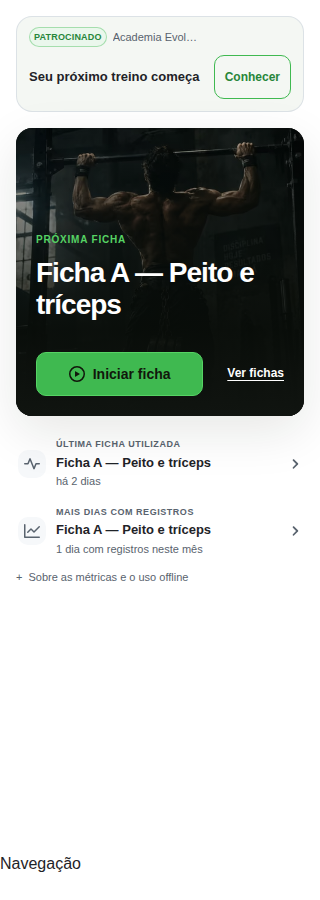 PATROCINADO Academia Evol…
Seu próximo treino começa
Conhecer
PRÓXIMA FICHA
Ficha A — Peito e
tríceps
Iniciar ficha
Ver fichas
ÚLTIMA FICHA UTILIZADA
Ficha A — Peito e tríceps
há 2 dias
MAIS DIAS COM REGISTROS
Ficha A — Peito e tríceps
1 dia com registros neste mês
+ Sobre as métricas e o uso offline
Navegação